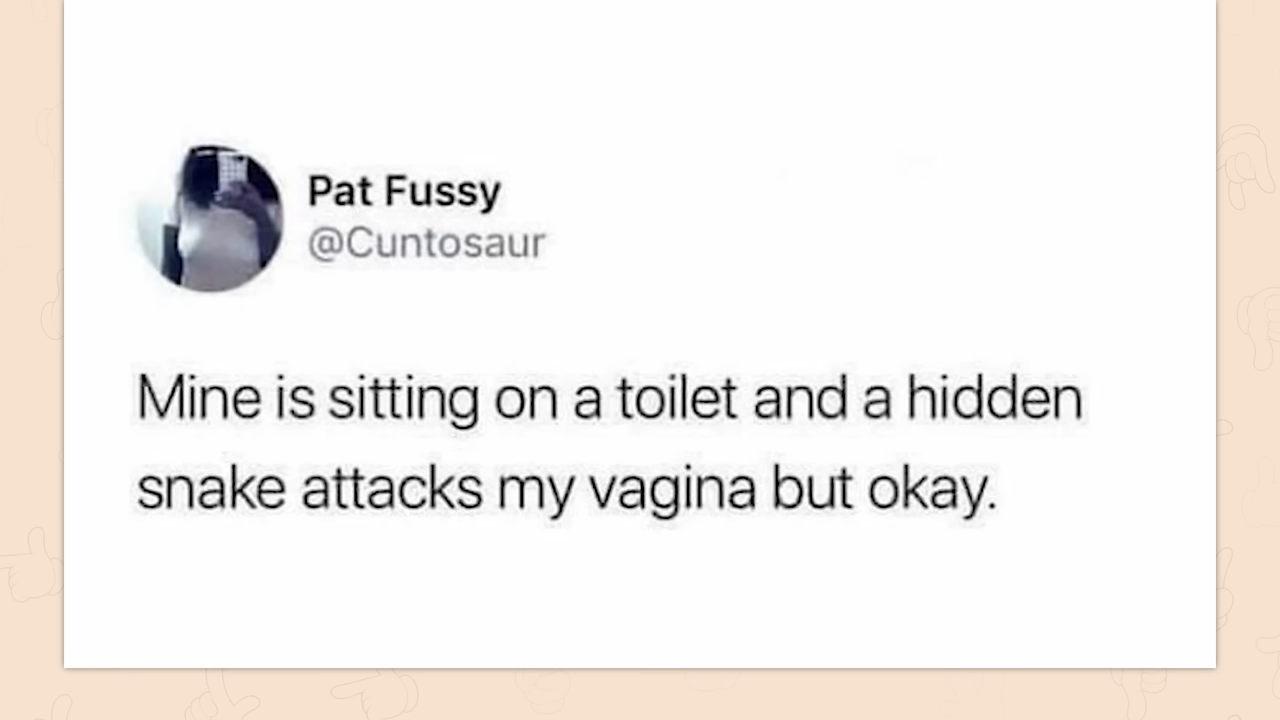 Pat Fussy
@Cuntosaur
Mine is sitting on a toilet and a hidden
snake attacks my vagina but okay.